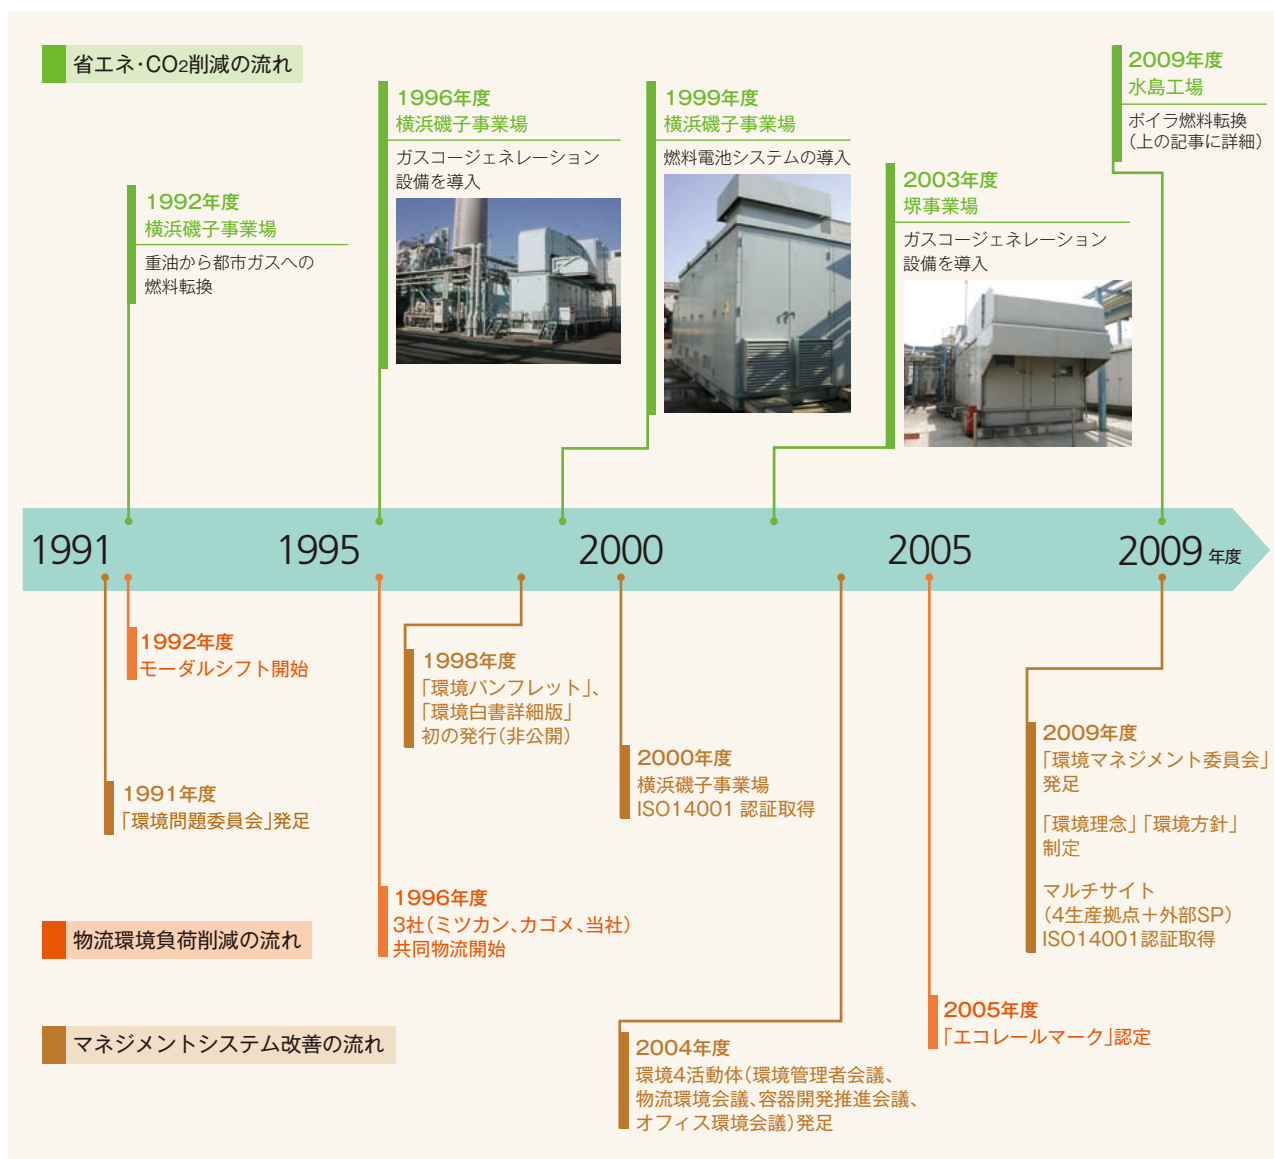 省エネ・CO2削減の流れ
1992年度
横浜磯子事業場
重油から都市ガスへの
燃料転換
1996年度
横浜磯子事業場
ガスコージェネレーション
設備を導入
1999年度
横浜磯子事業場
燃料電池システムの導入
2003年度
堺事業場
ガスコージェネレーション
設備を導入
2009年度
水島工場
ボイラ燃料転換
(上の記事に詳細)
1991
1995
2000
2005
2009 年度
1992年度
モーダルシフト開始
1991年度
「環境問題委員会」発足
1998年度
「環境パンフレット」、
「環境白書詳細版」
初の発行(非公開)
1996年度
3社(ミツカン、カゴメ、当社)
共同物流開始
2000年度
横浜磯子事業場
ISO14001 認証取得
2004年度
環境4活動体(環境管理者会議、
物流環境会議、容器開発推進会議、
オフィス環境会議)発足
2005年度
「エコレールマーク」認定
2009年度
「環境マネジメント委員会」
発足
「環境理念」「環境方針」
制定
マルチサイト
(4生産拠点+外部SP)
ISO14001認証取得
物流環境負荷削減の流れ
マネジメントシステム改善の流れ